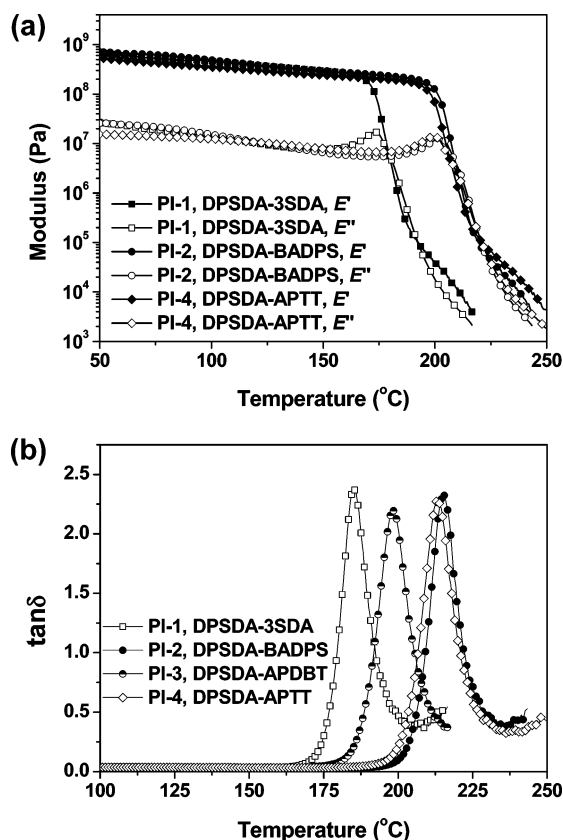 (a)
10⁹
10⁸
10⁷
10⁶
10⁵
10⁴
10³
Modulus (Pa)
PI-1, DPSDA-3SDA, E'
PI-1, DPSDA-3SDA, E"
PI-2, DPSDA-BADPS, E'
PI-2, DPSDA-BADPS, E"
PI-4, DPSDA-APTT, E'
PI-4, DPSDA-APTT, E"
50 100 150 200 250
Temperature (°C)
(b)
2.5
2.0
1.5
1.0
0.5
0.0
tanδ
PI-1, DPSDA-3SDA
PI-2, DPSDA-BADPS
PI-3, DPSDA-APDBT
PI-4, DPSDA-APTT
100 125 150 175 200 225 250
Temperature (°C)